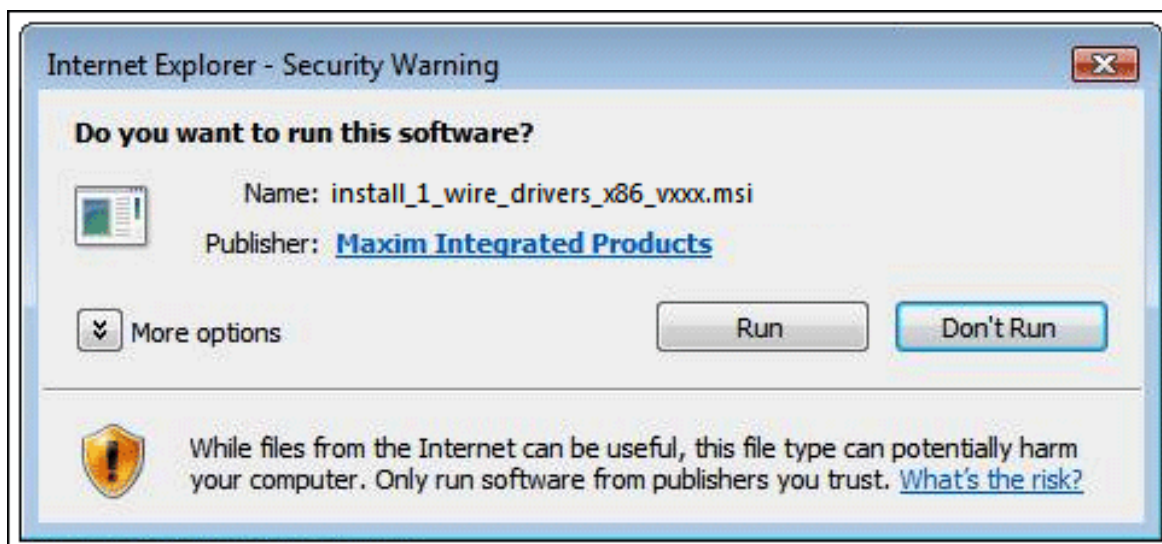 Internet Explorer - Security Warning
Do you want to run this software?
Name: install_1_wire_drivers_x86_vxxx.msi
Publisher: Maxim Integrated Products
More options
Run
Don't Run
While files from the Internet can be useful, this file type can potentially harm
your computer. Only run software from publishers you trust. What's the risk?